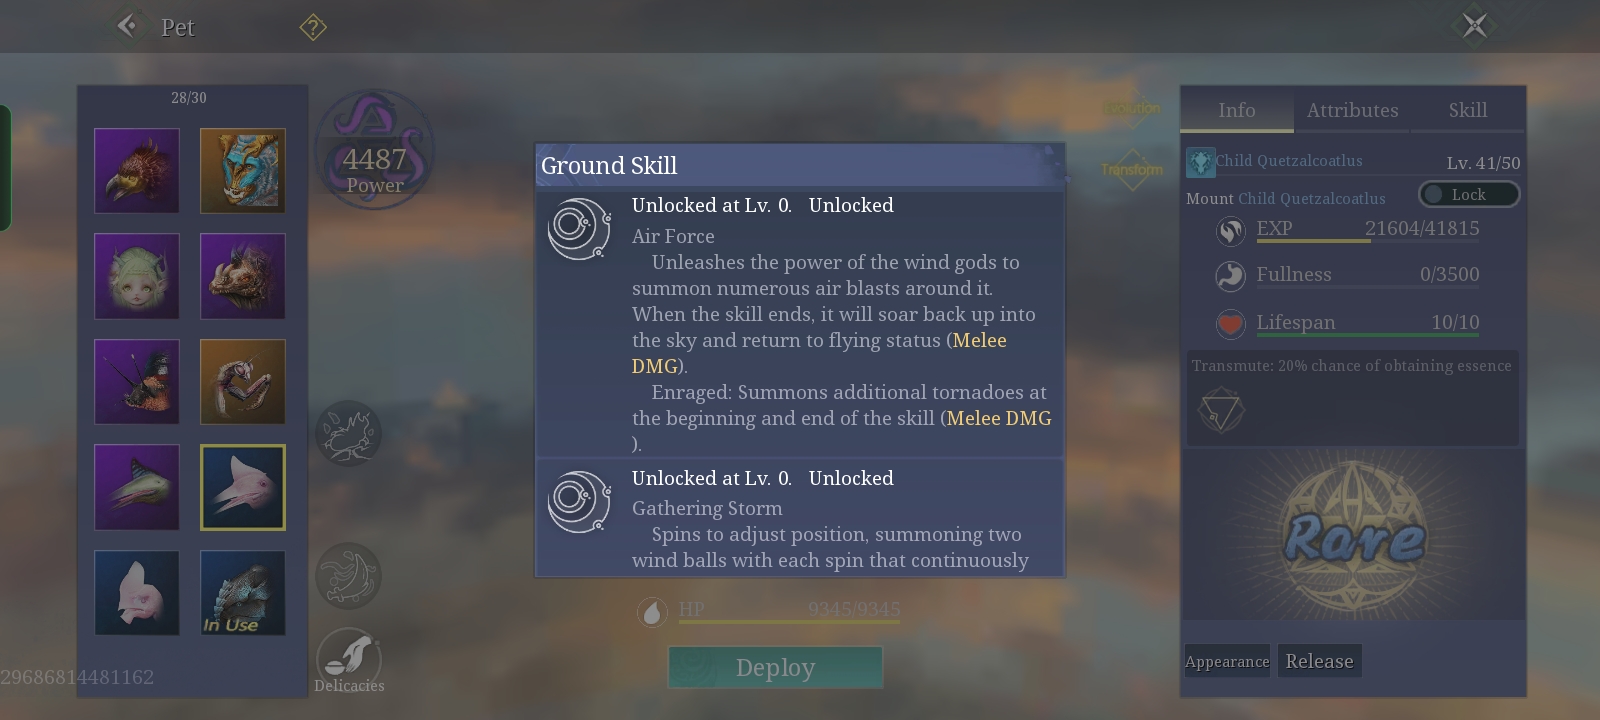 Pet
?
28/30
4487
Power
Evolution
Transform
In Use
Delicacies
29686814481162
Ground Skill
Unlocked at Lv. 0. Unlocked
Air Force
Unleashes the power of the wind gods to
summon numerous air blasts around it.
When the skill ends, it will soar back up into
the sky and return to flying status (Melee
DMG).
Enraged: Summons additional tornadoes at
the beginning and end of the skill (Melee DMG
).
Unlocked at Lv. 0. Unlocked
Gathering Storm
Spins to adjust position, summoning two
wind balls with each spin that continuously
HP 9345/9345
Deploy
Info Attributes Skill
Child Quetzalcoatlus Lv. 41/50
Mount Child Quetzalcoatlus Lock
EXP 21604/41815
Fullness 0/3500
Lifespan 10/10
Transmute: 20% chance of obtaining essence
Rare
Appearance Release